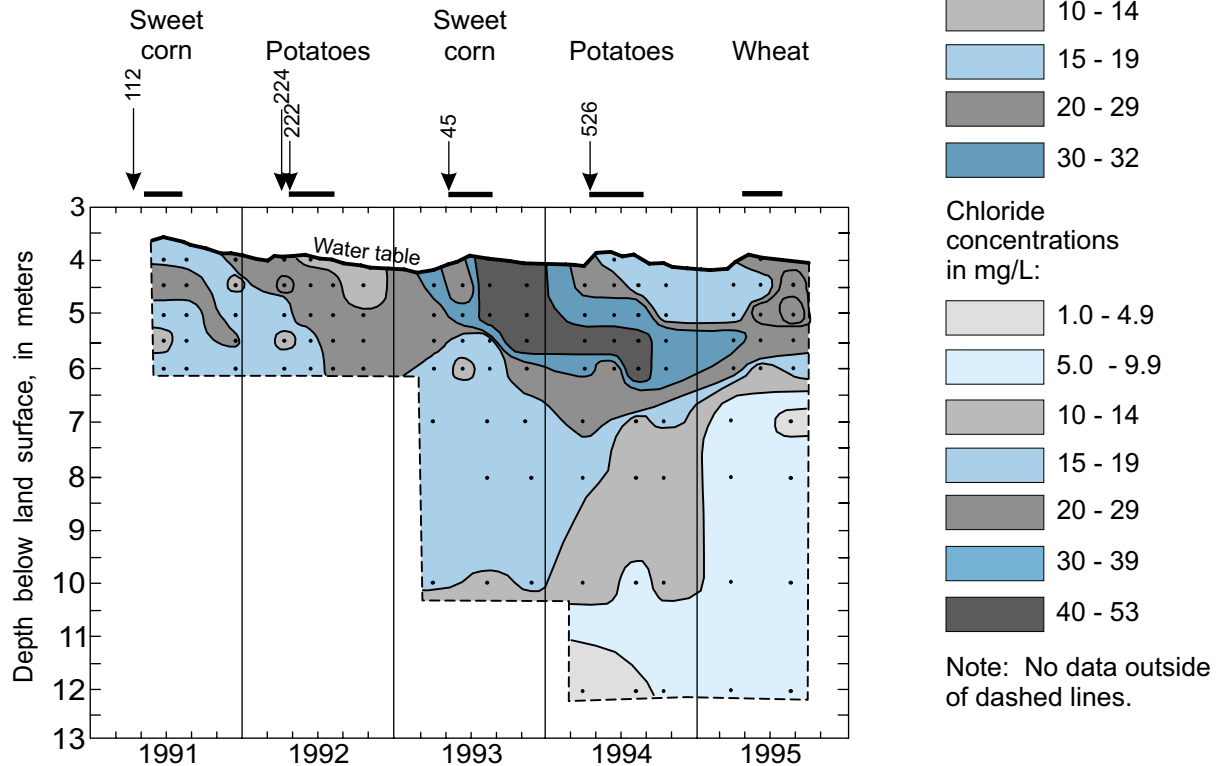 Sweet
corn
Potatoes
Sweet
corn
Potatoes
Wheat
112
224
222
45
526
Water table
Depth below land surface, in meters
3
4
5
6
7
8
9
10
11
12
13
1991
1992
1993
1994
1995
10 - 14
15 - 19
20 - 29
30 - 32
Chloride
concentrations
in mg/L:
1.0 - 4.9
5.0 - 9.9
10 - 14
15 - 19
20 - 29
30 - 39
40 - 53
Note: No data outside
of dashed lines.